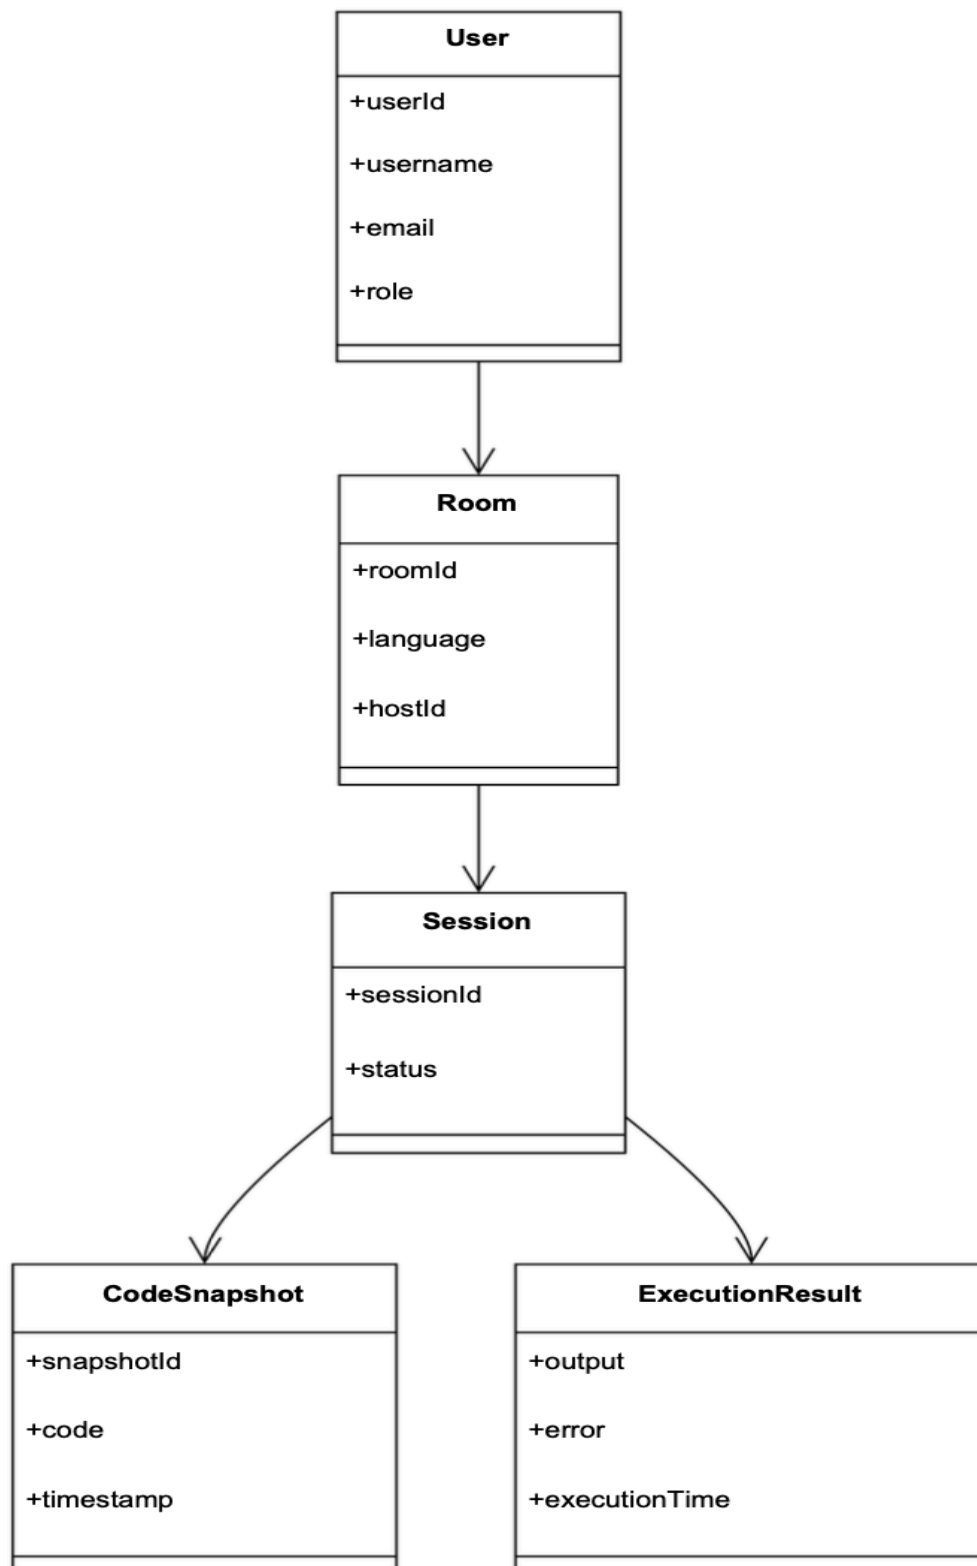 User
+userId
+username
+email
+role
Room
+roomId
+language
+hostId
Session
+sessionId
+status
CodeSnapshot
+snapshotId
+code
+timestamp
ExecutionResult
+output
+error
+executionTime